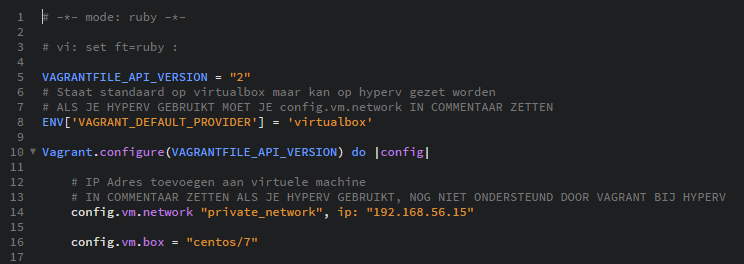 1 # -*- mode: ruby -*-
2
3 # vi: set ft=ruby :
4
5 VAGRANTFILE_API_VERSION = "2"
6 # Staat standaard op virtualbox maar kan op hyperv gezet worden
7 # ALS JE HYPERV GEBRUIKT MOET JE config.vm.network IN COMMENTAAR ZETTEN
8 ENV['VAGRANT_DEFAULT_PROVIDER'] = 'virtualbox'
9
10 Vagrant.configure(VAGRANTFILE_API_VERSION) do |config|
11
12 # IP Adres toevoegen aan virtuele machine
13 # IN COMMENTAAR ZETTEN ALS JE HYPERV GEBRUIKT, NOG NIET ONDERSTEUND DOOR VAGRANT BIJ HYPERV
14 config.vm.network "private_network", ip: "192.168.56.15"
15
16 config.vm.box = "centos/7"
17